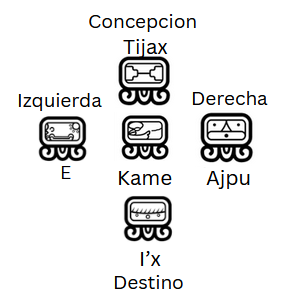 Concepcion
Tijax
Izquierda
Derecha
E
Kame
Ajpu
I'x
Destino